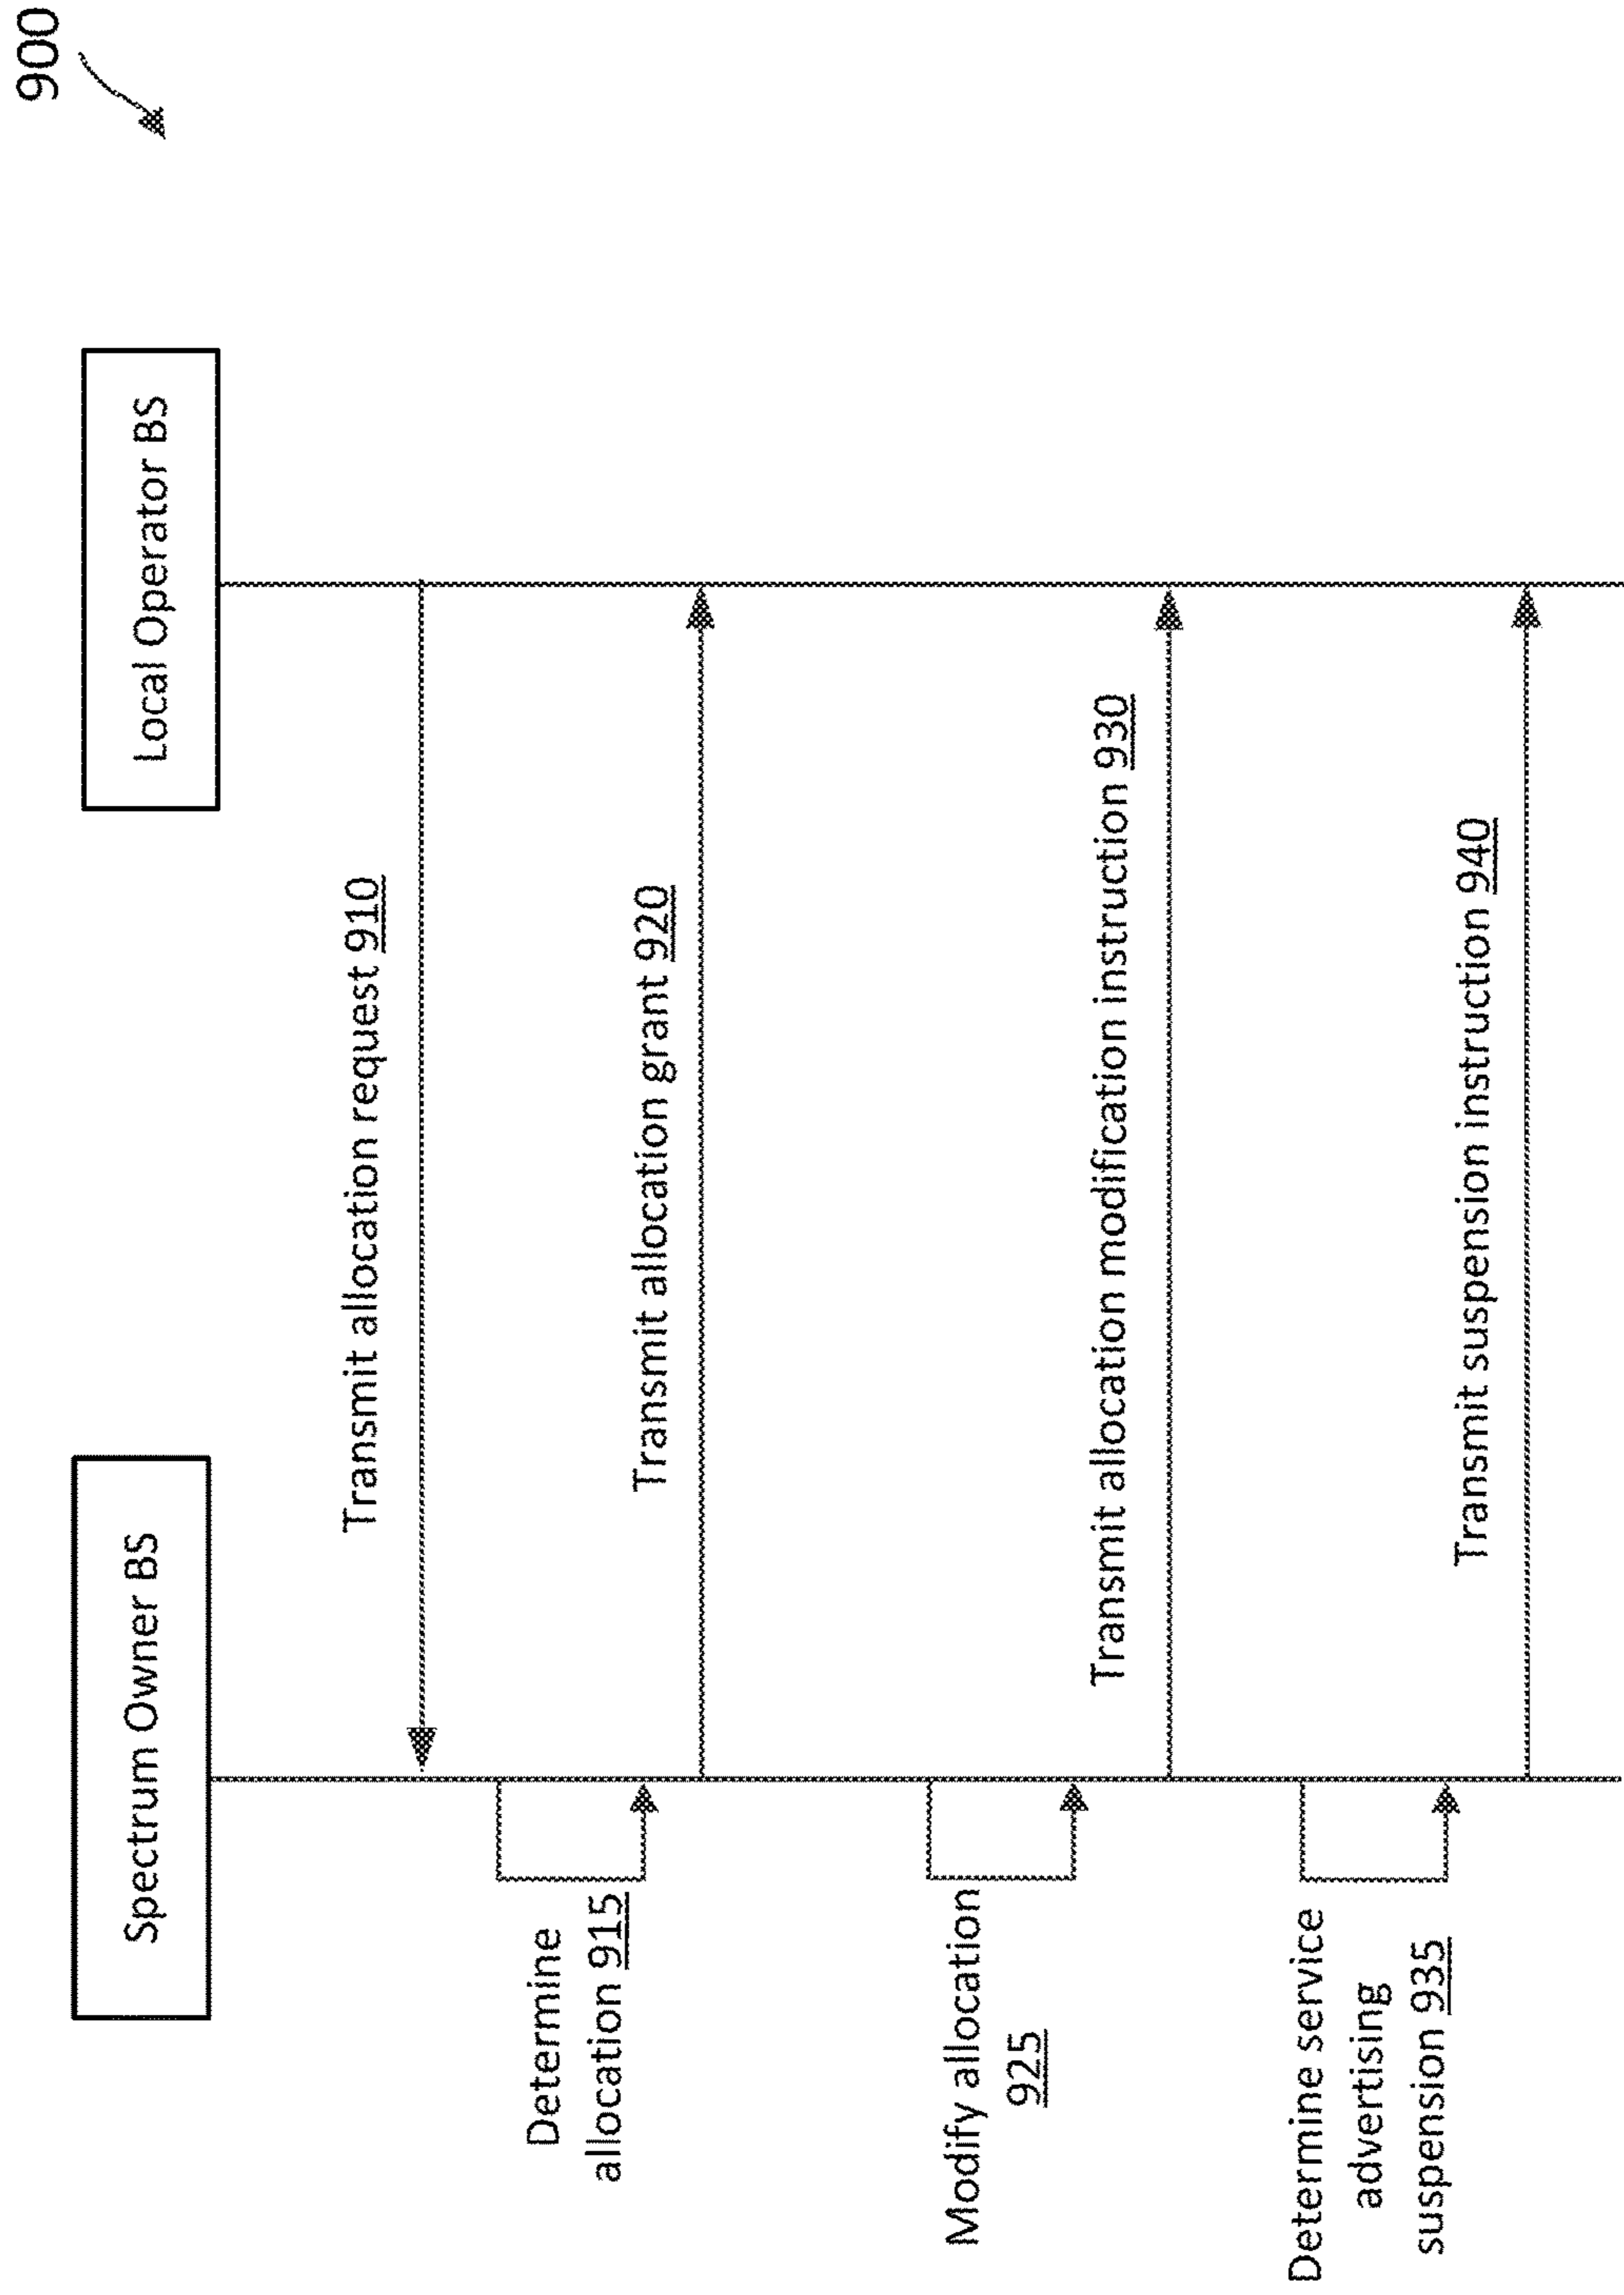 900
Spectrum Owner BS
Local Operator BS
Transmit allocation request 910
Determine
allocation 915
Transmit allocation grant 920
Modify allocation
925
Transmit allocation modification instruction 930
Determine service
advertising
suspension 935
Transmit suspension instruction 940